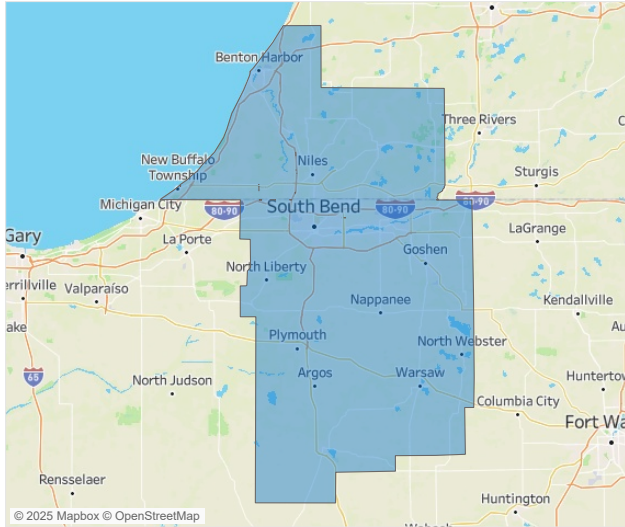 Benton Harbor
Three Rivers
C
New Buffalo
Township
Niles
Sturgis
Michigan City
80-90
South Bend
80-90
80-90
Gary
La Porte
Goshen
LaGrange
North Liberty
errillville
Valparaíso
Nappanee
Kendallville
ake
Au
Plymouth
North Webster
65
North Judson
Argos
Warsaw
Huntertow
Columbia City
Fort Wa
Rensselaer
Huntington
© 2025 Mapbox © OpenStreetMap